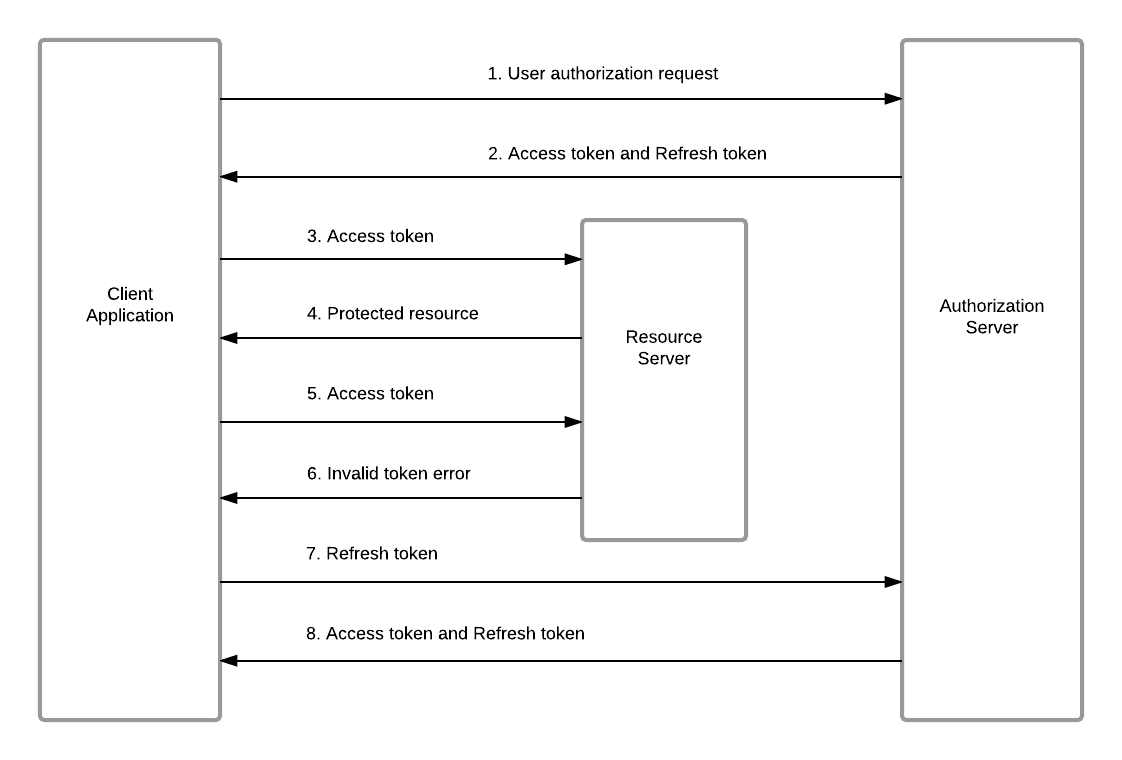 1. User authorization request
2. Access token and Refresh token
3. Access token
Client
Application
4. Protected resource
Resource
Server
Authorization
Server
5. Access token
6. Invalid token error
7. Refresh token
8. Access token and Refresh token